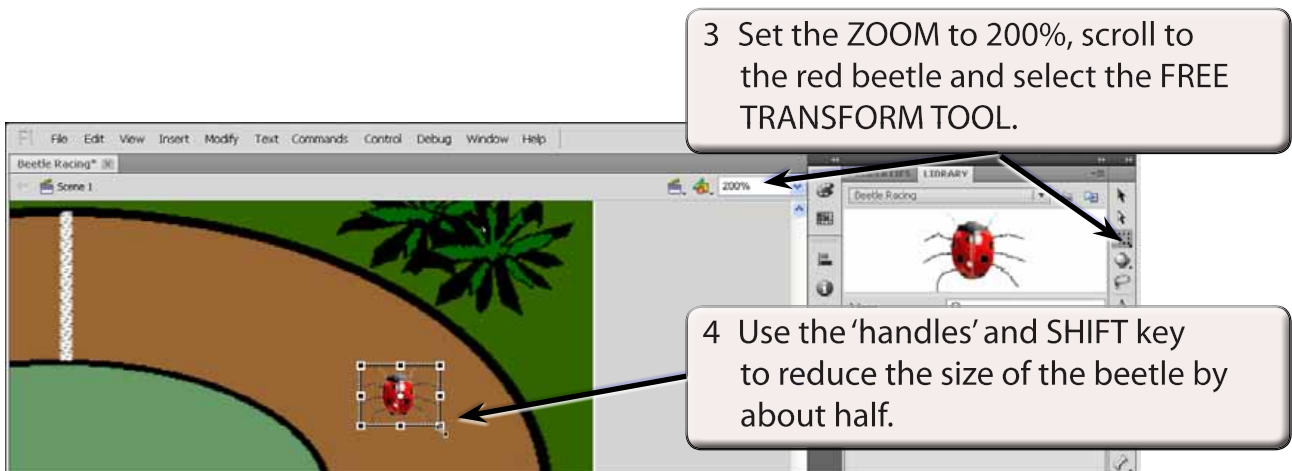 3 Set the ZOOM to 200%, scroll to
the red beetle and select the FREE
TRANSFORM TOOL.
Fl File Edit View Insert Modify Text Commands Control Debug Window Help
Beetle Racing*
Scene 1
200%
LIBRARY
Beetle Racing
4 Use the ‘handles’ and SHIFT key
to reduce the size of the beetle by
about half.